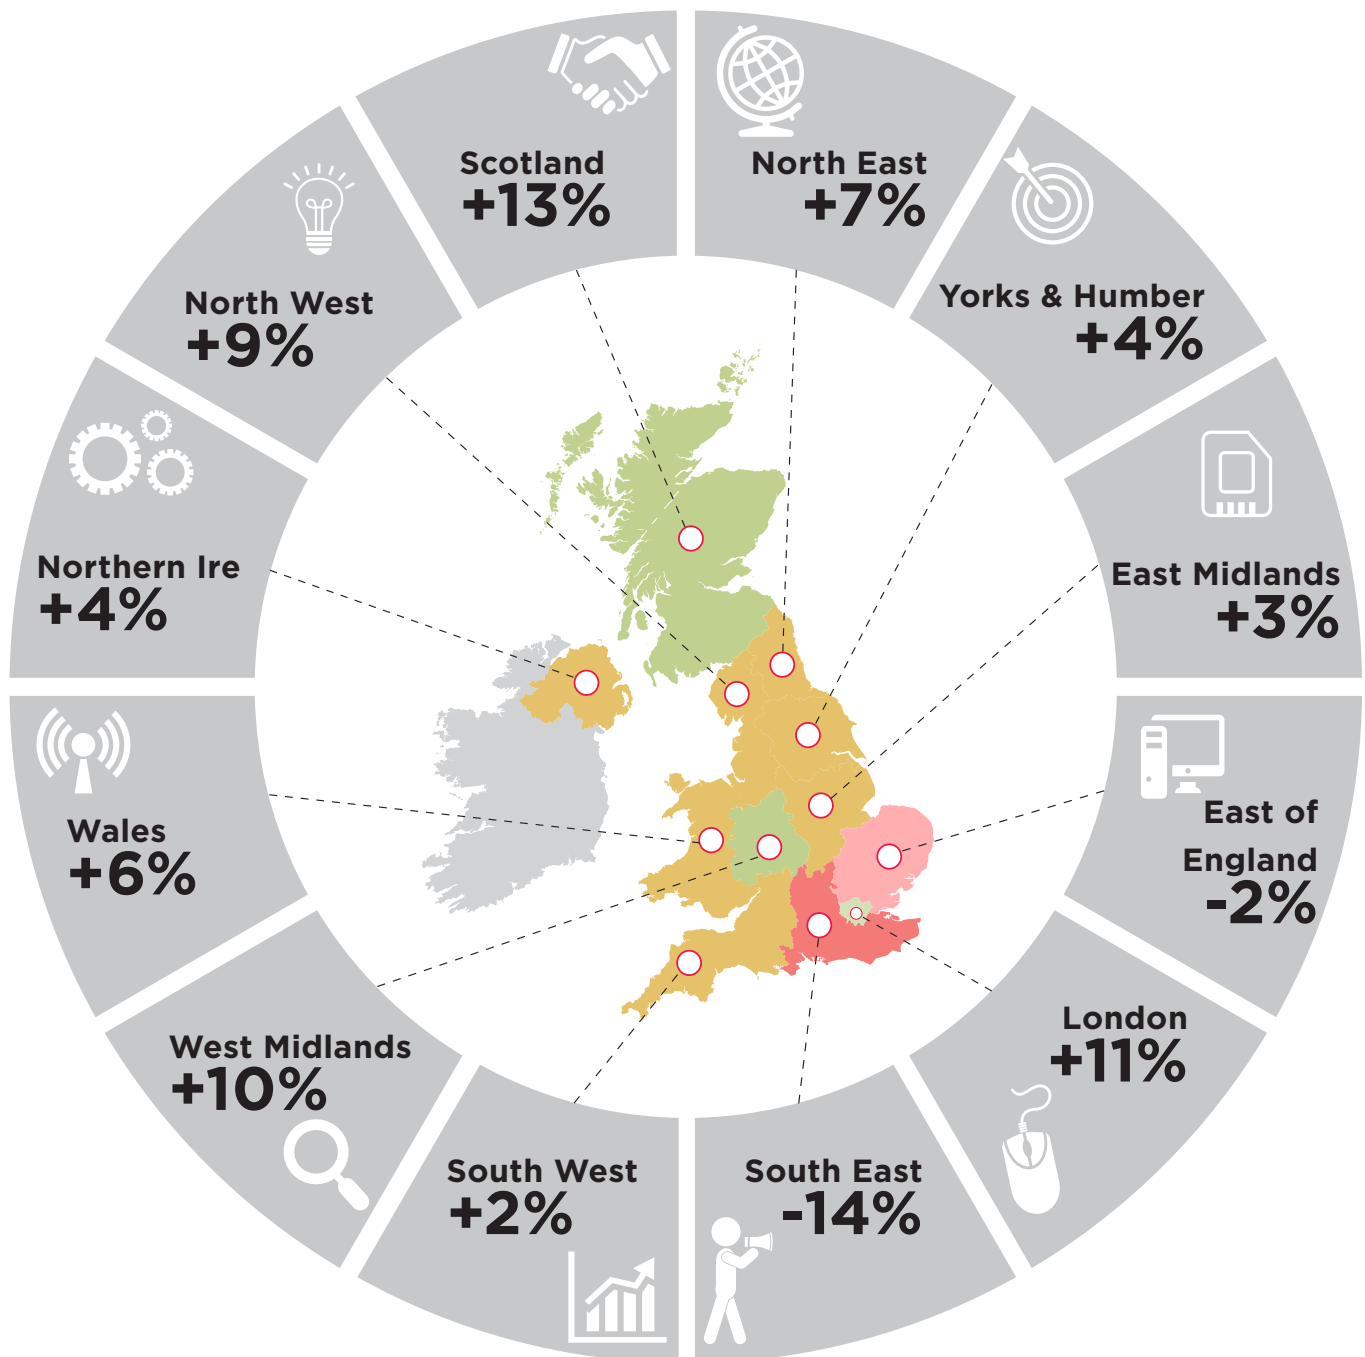 Scotland
+13%
North East
+7%
Yorks & Humber
+4%
East Midlands
+3%
East of
England
-2%
London
+11%
South East
-14%
South West
+2%
West Midlands
+10%
Wales
+6%
Northern Ire
+4%
North West
+9%